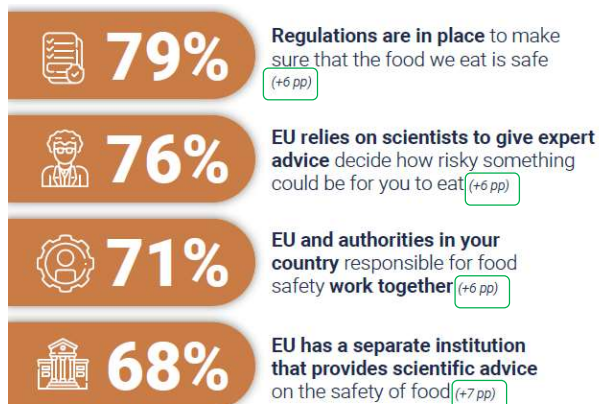 79%
Regulations are in place to make
sure that the food we eat is safe
(+6 pp)
76%
EU relies on scientists to give expert
advice decide how risky something
could be for you to eat (+6 pp)
71%
EU and authorities in your
country responsible for food
safety work together (+6 pp)
68%
EU has a separate institution
that provides scientific advice
on the safety of food (+7 pp)